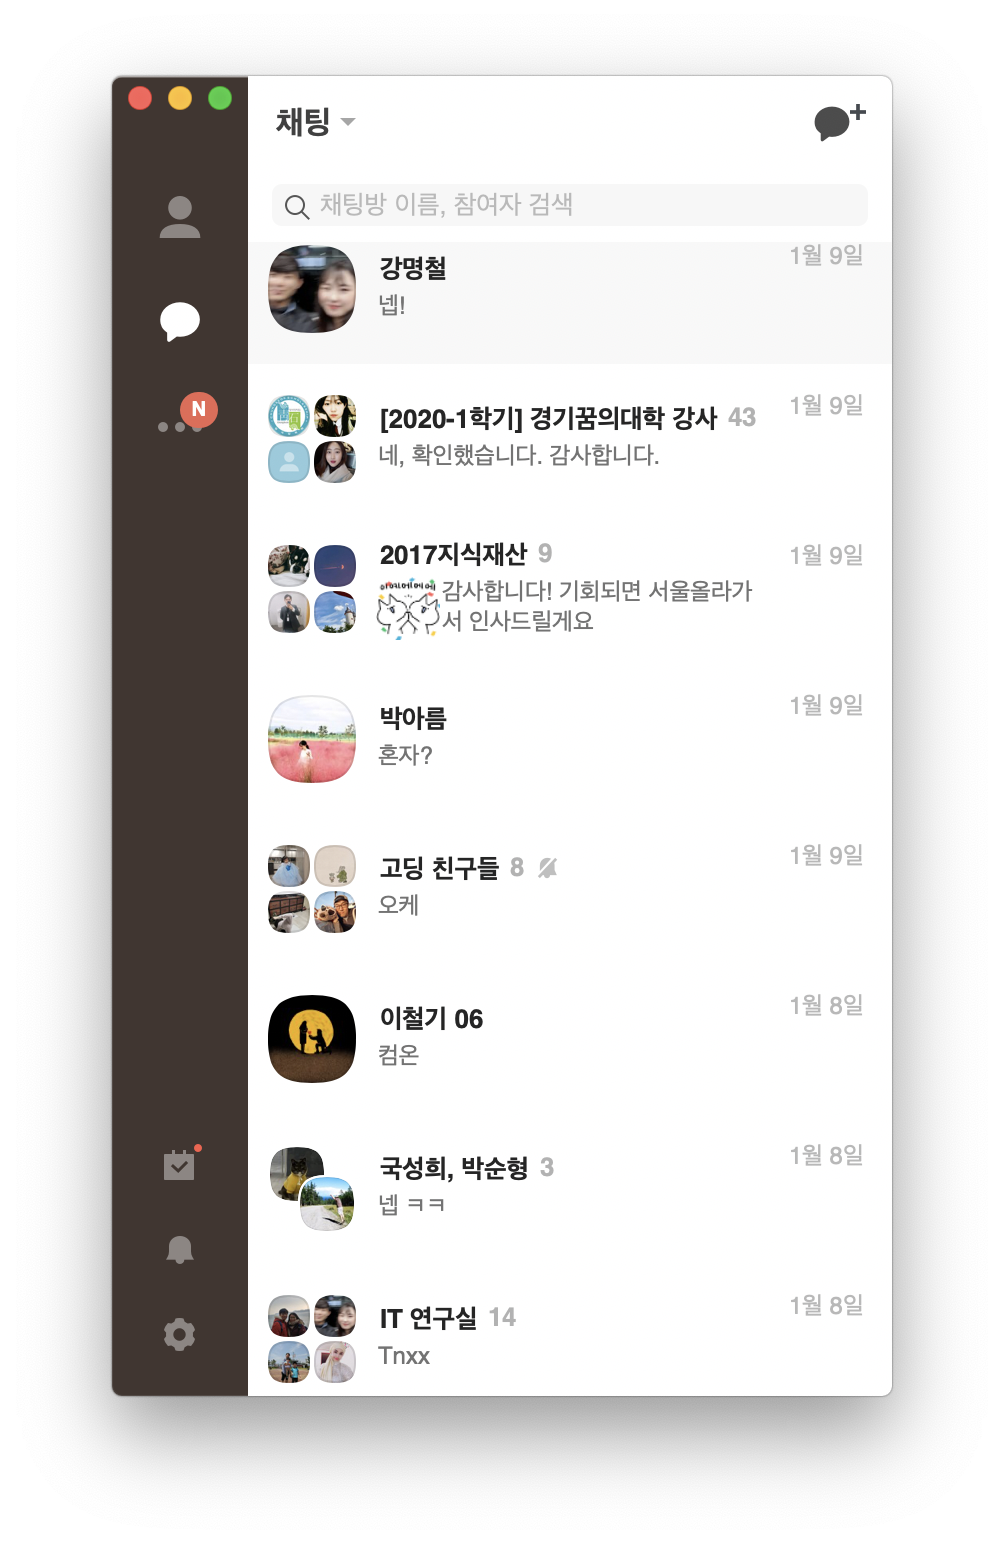 채팅
채팅방 이름, 참여자 검색
강명철 1월 9일
넵!
N
[2020-1학기] 경기꿈의대학 강사 43 1월 9일
네, 확인했습니다. 감사합니다.
2017지식재산 9 1월 9일
감사합니다! 기회되면 서울올라가
서 인사드릴게요
박아름 1월 9일
혼자?
고딩 친구들 8 1월 9일
오케
이철기 06 1월 8일
컴온
국성희, 박순형 3 1월 8일
넵 ㅋㅋ
IT 연구실 14 1월 8일
Tnxx